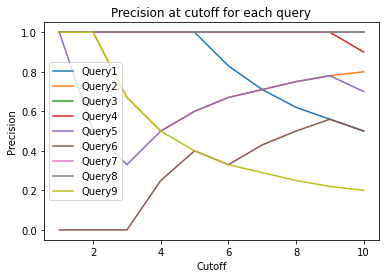 Precision at cutoff for each query
1.0
0.8
0.6
0.4
0.2
0.0
Precision
Query1
Query2
Query3
Query4
Query5
Query6
Query7
Query8
Query9
2
4
6
8
10
Cutoff